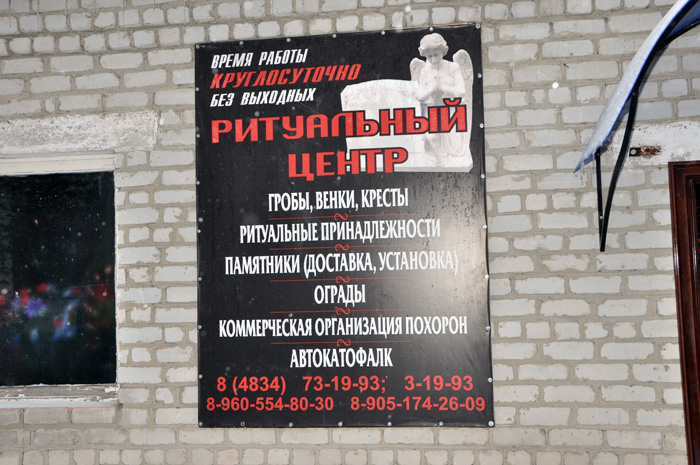 ВРЕМЯ РАБОТЫ
КРУГЛОСУТОЧНО
БЕЗ ВЫХОДНЫХ
РИТУАЛЬНЫЙ
ЦЕНТР
ГРОБЫ, ВЕНКИ, КРЕСТЫ
РИТУАЛЬНЫЕ ПРИНАДЛЕЖНОСТИ
ПАМЯТНИКИ (ДОСТАВКА, УСТАНОВКА)
ОГРАДЫ
КОММЕРЧЕСКАЯ ОРГАНИЗАЦИЯ ПОХОРОН
АВТОКАТОФАЛК
8 (4834) 73-19-93; 3-19-93
8-960-554-80-30 8-905-174-26-09